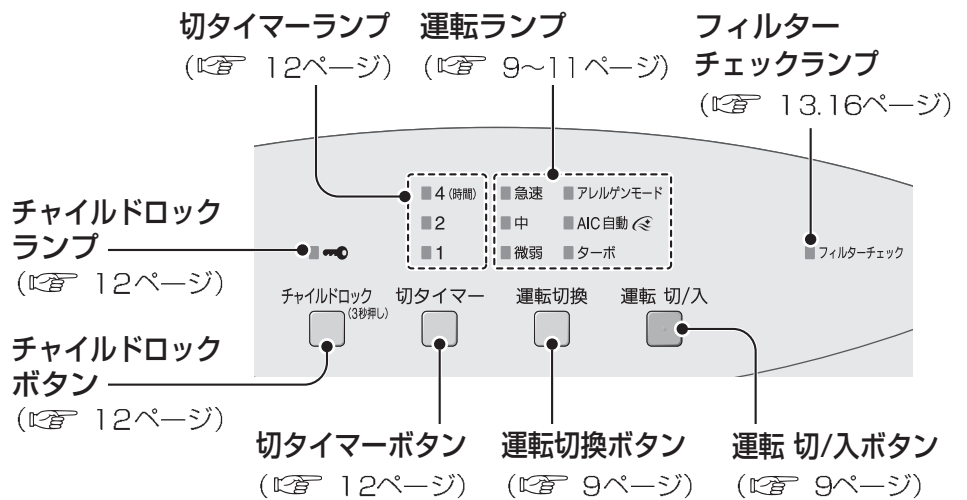 切タイマーランプ
(☞ 12ページ)
運転ランプ
(☞ 9~11ページ)
フィルター
チェックランプ
(☞ 13.16ページ)
チャイルドロック
ランプ
(☞ 12ページ)
チャイルドロック
ボタン
(☞ 12ページ)
4(時間)
2
1
急速
中
微弱
アレルゲンモード
AIC自動
ターボ
フィルターチェック
チャイルドロック
(3秒押し)
切タイマー
運転切換
運転 切/入
切タイマーボタン
(☞ 12ページ)
運転切換ボタン
(☞ 9ページ)
運転 切/入ボタン
(☞ 9ページ)